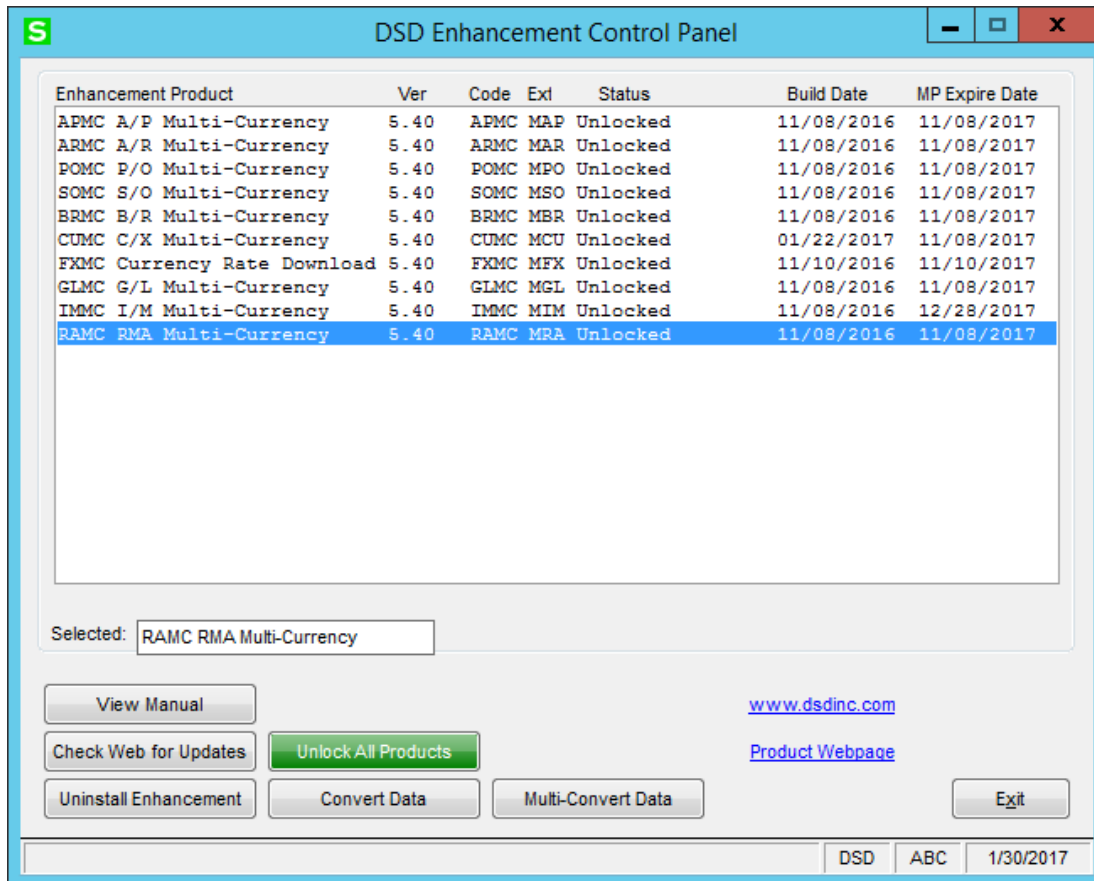 S DSD Enhancement Control Panel x
Enhancement Product Ver Code Ext Status Build Date MP Expire Date
APMC A/P Multi-Currency 5.40 APMC MAP Unlocked 11/08/2016 11/08/2017
ARMC A/R Multi-Currency 5.40 ARMC MAR Unlocked 11/08/2016 11/08/2017
POMC P/O Multi-Currency 5.40 POMC MPO Unlocked 11/08/2016 11/08/2017
SOMC S/O Multi-Currency 5.40 SOMC MSO Unlocked 11/08/2016 11/08/2017
BRMC B/R Multi-Currency 5.40 BRMC MBR Unlocked 11/08/2016 11/08/2017
CUMC C/X Multi-Currency 5.40 CUMC MCU Unlocked 01/22/2017 11/08/2017
FXMC Currency Rate Download 5.40 FXMC MFX Unlocked 11/10/2016 11/10/2017
GLMC G/L Multi-Currency 5.40 GLMC MGL Unlocked 11/08/2016 11/08/2017
IMMC I/M Multi-Currency 5.40 IMMC MIM Unlocked 11/08/2016 12/28/2017
RAMC RMA Multi-Currency 5.40 RAMC MRA Unlocked 11/08/2016 11/08/2017
Selected: RAMC RMA Multi-Currency
View Manual www.dsdinc.com
Check Web for Updates Unlock All Products Product Webpage
Uninstall Enhancement Convert Data Multi-Convert Data Exit
DSD ABC 1/30/2017